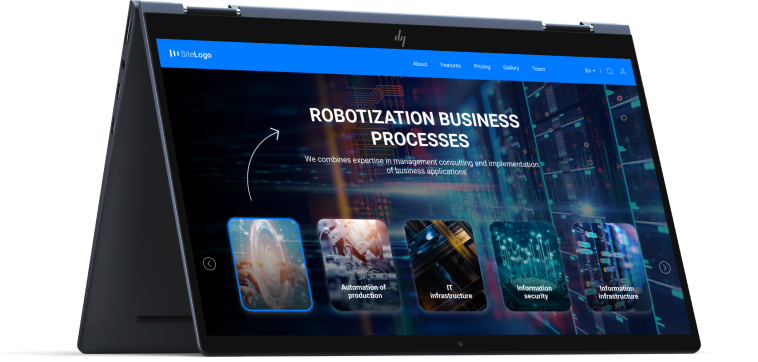 hp
SiteLogo
About
Features
Pricing
Gallery
Team
En
ROBOTIZATION BUSINESS
PROCESSES
We combines expertise in management consulting and implementation
of business applications
Automation of
production
IT
infrastructure
Information
security
Information
infrastructure